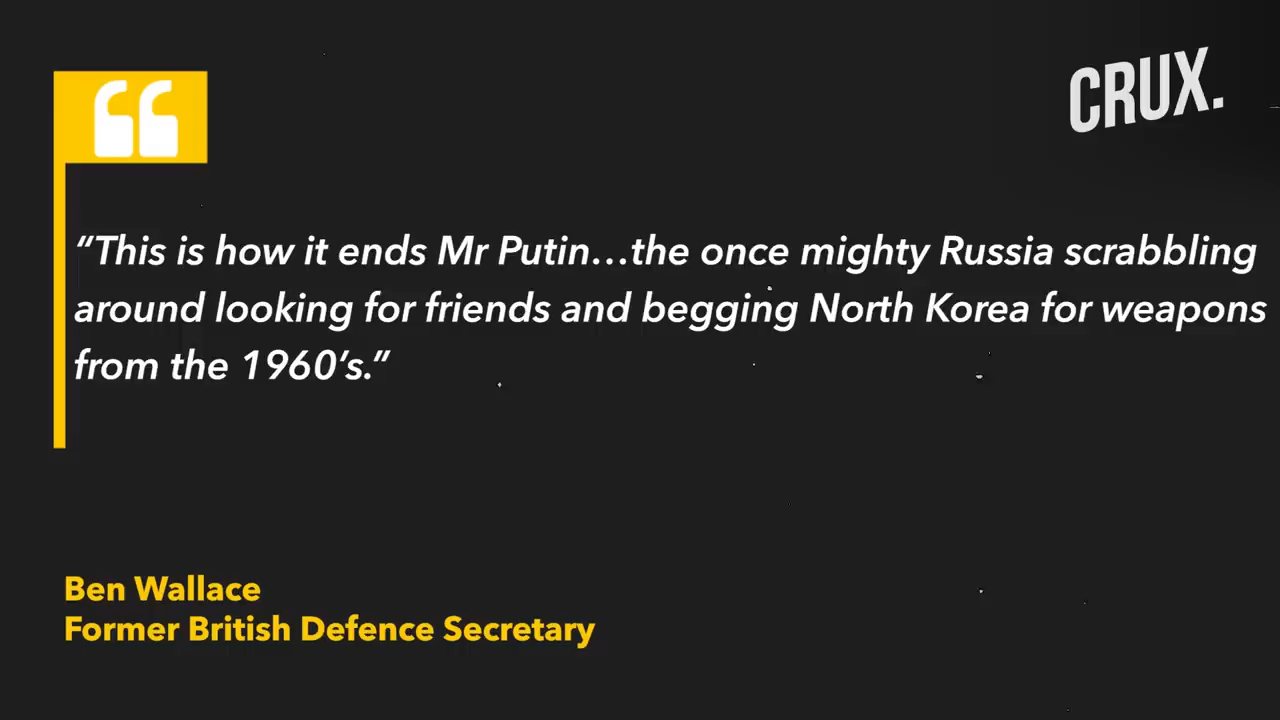 CRUX.
“This is how it ends Mr Putin...the once mighty Russia scrabbling
around looking for friends and begging North Korea for weapons
from the 1960’s.”
Ben Wallace
Former British Defence Secretary